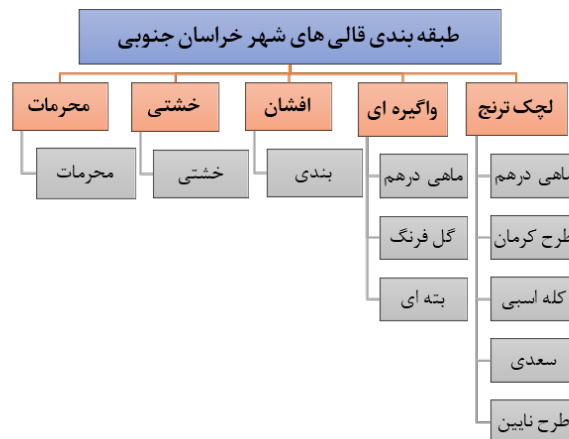 طبقه بندی قالی های شهر خراسان جنوبی
لچک ترنج
واگیره ای
افشان
خشتی
محرمات
ماهی درهم
ماهی درهم
بندی
خشتی
محرمات
طرح کرمان
گل فرنگ
کله اسبی
بته ای
سعدی
طرح نایین